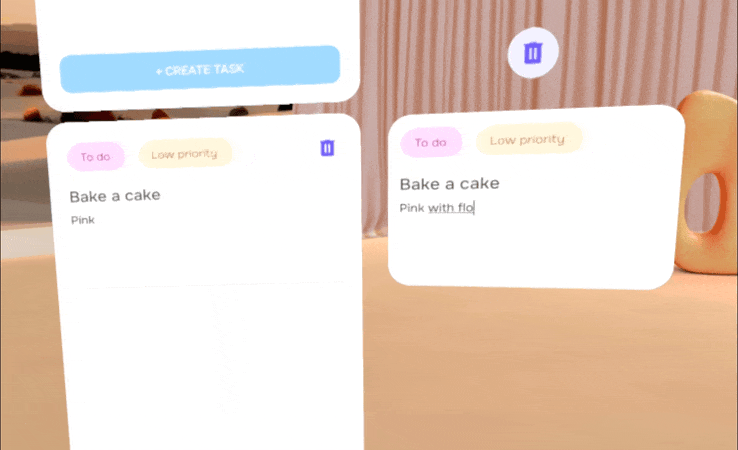 + CREATE TASK
To do
Low priority
Bake a cake
Pink
To do
Low priority
Bake a cake
Pink with flo